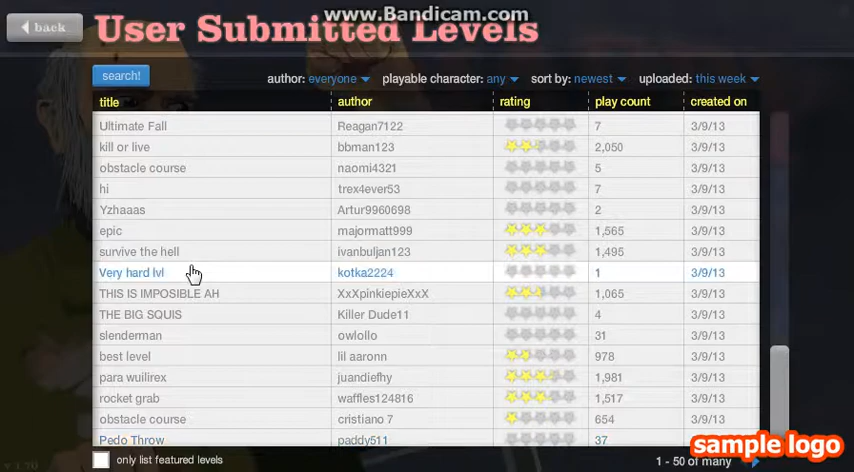 www.Bandicam.com
back
User Submitted Levels
search!
author: everyone playable character: any sort by: newest uploaded: this week
title author rating play count created on
Ultimate Fall Reagan7122 7 3/9/13
kill or live bbman123 2,050 3/9/13
obstacle course naomi4321 5 3/9/13
hi trex4ever53 7 3/9/13
Yzhaaas Artur9960698 2 3/9/13
epic majormatt999 1,565 3/9/13
survive the hell ivanbuljan123 1,495 3/9/13
Very hard lvl kotka2224 1 3/9/13
THIS IS IMPOSIBLE AH XxXpinkiepieXxX 1,065 3/9/13
THE BIG SQUIS Killer Dude11 4 3/9/13
slenderman owlollo 31 3/9/13
best level lil aaronn 978 3/9/13
para wuilirex juandiefhy 1,981 3/9/13
rocket grab waffles124816 1,517 3/9/13
obstacle course cristiano 7 654 3/9/13
Pedo Throw paddy511 37
only list featured levels
1 - 50 of many
sample logo